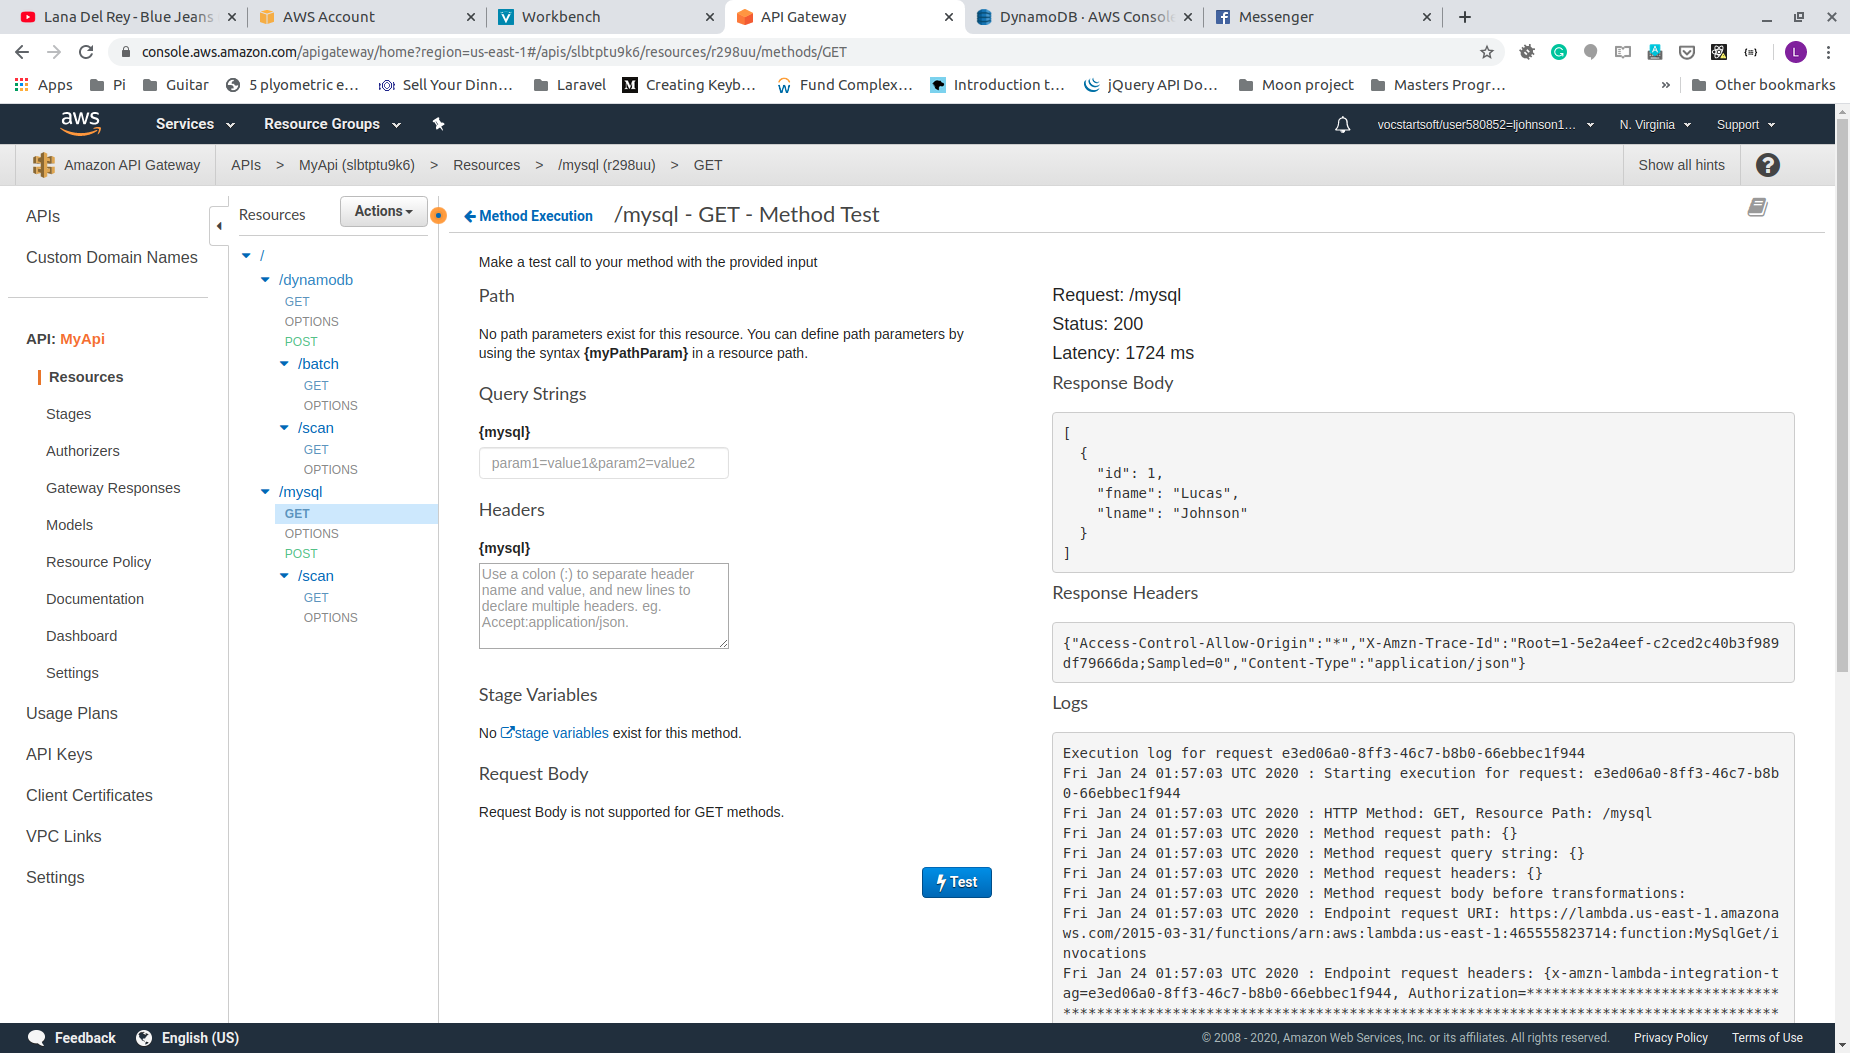 Lana Del Rey - Blue Jeans
AWS Account
Workbench
API Gateway
DynamoDB · AWS Consol
Messenger
console.aws.amazon.com/apigateway/home?region=us-east-1#/apis/slbtptu9k6/resources/r298uu/methods/GET
L
Apps
Pi
Guitar
5 plyometric e...
Sell Your Dinn...
Laravel
Creating Keyb...
Fund Complex...
Introduction t...
jQuery API Do...
Moon project
Masters Progr...
»
Other bookmarks
aws
Services
Resource Groups
vocstartsoft/user580852=ljohnson1...
N. Virginia
Support
Amazon API Gateway
APIs > MyApi (slbtptu9k6) > Resources > /mysql (r298uu) > GET
Show all hints
?
APIs
Custom Domain Names
API: MyApi
Resources
Stages
Authorizers
Gateway Responses
Models
Resource Policy
Documentation
Dashboard
Settings
Usage Plans
API Keys
Client Certificates
VPC Links
Settings
Resources
Actions
/
/dynamodb
GET
OPTIONS
POST
/batch
GET
OPTIONS
/scan
GET
OPTIONS
/mysql
GET
OPTIONS
POST
/scan
GET
OPTIONS
Method Execution
/mysql - GET - Method Test
Make a test call to your method with the provided input
Path
No path parameters exist for this resource. You can define path parameters by
using the syntax {myPathParam} in a resource path.
Query Strings
{mysql}
param1=value1&param2=value2
Headers
{mysql}
Use a colon (:) to separate header
name and value, and new lines to
declare multiple headers. eg.
Accept:application/json.
Stage Variables
No stage variables exist for this method.
Request Body
Request Body is not supported for GET methods.
Test
Request: /mysql
Status: 200
Latency: 1724 ms
Response Body
[
{
"id": 1,
"fname": "Lucas",
"lname": "Johnson"
}
]
Response Headers
{"Access-Control-Allow-Origin":"*","X-Amzn-Trace-Id":"Root=1-5e2a4eef-c2ced2c40b3f989
df79666da;Sampled=0","Content-Type":"application/json"}
Logs
Execution log for request e3ed06a0-8ff3-46c7-b8b0-66ebbec1f944
Fri Jan 24 01:57:03 UTC 2020 : Starting execution for request: e3ed06a0-8ff3-46c7-b8b
0-66ebbec1f944
Fri Jan 24 01:57:03 UTC 2020 : HTTP Method: GET, Resource Path: /mysql
Fri Jan 24 01:57:03 UTC 2020 : Method request path: {}
Fri Jan 24 01:57:03 UTC 2020 : Method request query string: {}
Fri Jan 24 01:57:03 UTC 2020 : Method request headers: {}
Fri Jan 24 01:57:03 UTC 2020 : Method request body before transformations:
Fri Jan 24 01:57:03 UTC 2020 : Endpoint request URI: https://lambda.us-east-1.amazona
ws.com/2015-03-31/functions/arn:aws:lambda:us-east-1:465555823714:function:MySqlGet/i
nvocations
Fri Jan 24 01:57:03 UTC 2020 : Endpoint request headers: {x-amzn-lambda-integration-t
ag=e3ed06a0-8ff3-46c7-b8b0-66ebbec1f944, Authorization=******************************
*************************************************************************************
Feedback
English (US)
© 2008 - 2020, Amazon Web Services, Inc. or its affiliates. All rights reserved.
Privacy Policy
Terms of Use